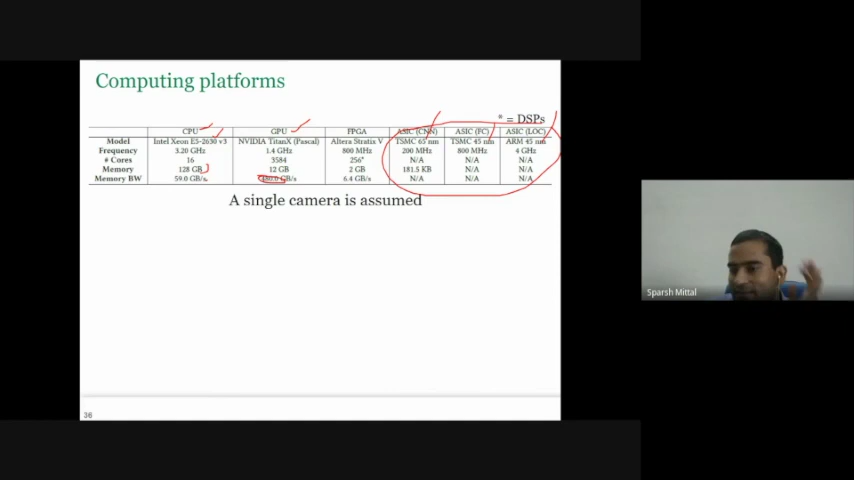 Computing platforms
* = DSPs
CPU GPU FPGA ASIC (CNN) ASIC (FC) ASIC (LOC)
Model Intel Xeon E5-2630 v3 NVIDIA TitanX (Pascal) Altera Stratix V TSMC 65 nm TSMC 45 nm ARM 45 nm
Frequency 3.20 GHz 1.4 GHz 800 MHz 200 MHz 800 MHz 4 GHz
# Cores 16 3584 256* N/A N/A N/A
Memory 128 GB 12 GB 2 GB 181.5 KB N/A N/A
Memory BW 59.0 GB/s GB/s 6.4 GB/s N/A N/A N/A
A single camera is assumed
36
Sparsh Mittal